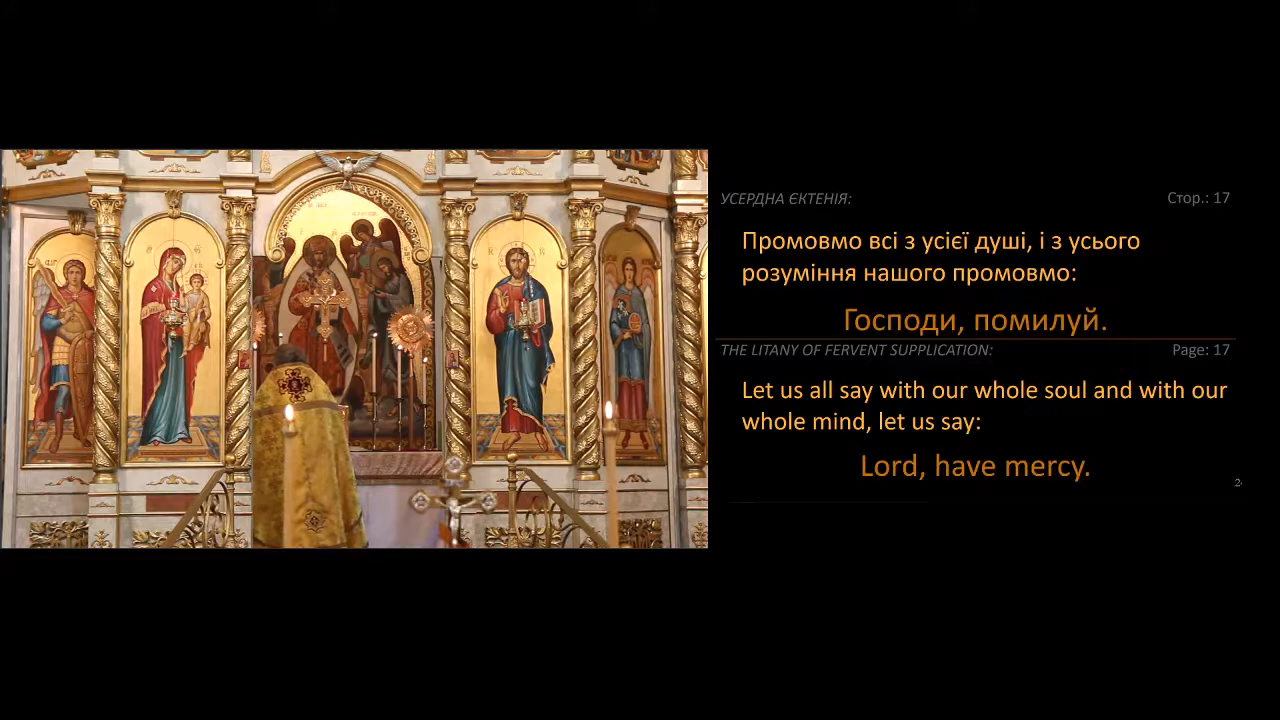 УСЕРДНА ЄКТЕНІЯ: Стор.: 17
Промовмо всі з усієї душі, і з усього
розуміння нашого промовмо:
Господи, помилуй.
THE LITANY OF FERVENT SUPPLICATION: Page: 17
Let us all say with our whole soul and with our
whole mind, let us say:
Lord, have mercy.